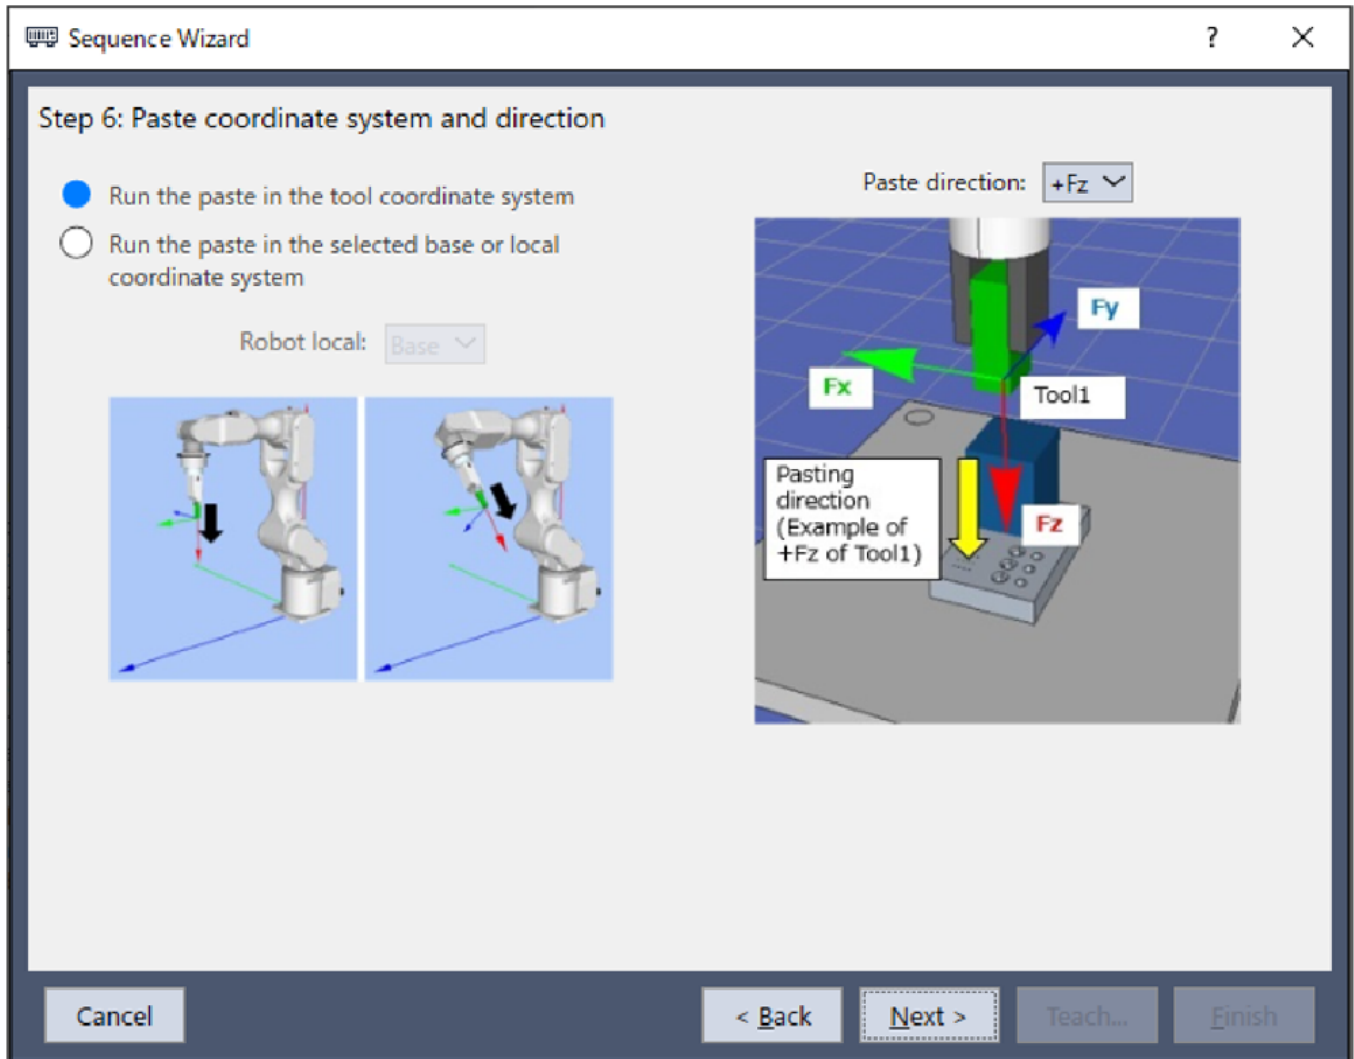 Sequence Wizard
?
Step 6: Paste coordinate system and direction
Run the paste in the tool coordinate system
Run the paste in the selected base or local
coordinate system
Robot local:
Base
Paste direction:
+Fz
Fy
Fx
Tool1
Pasting
direction
(Example of
+Fz of Tool1)
Fz
Cancel
< Back
Next >
Teach...
Finish